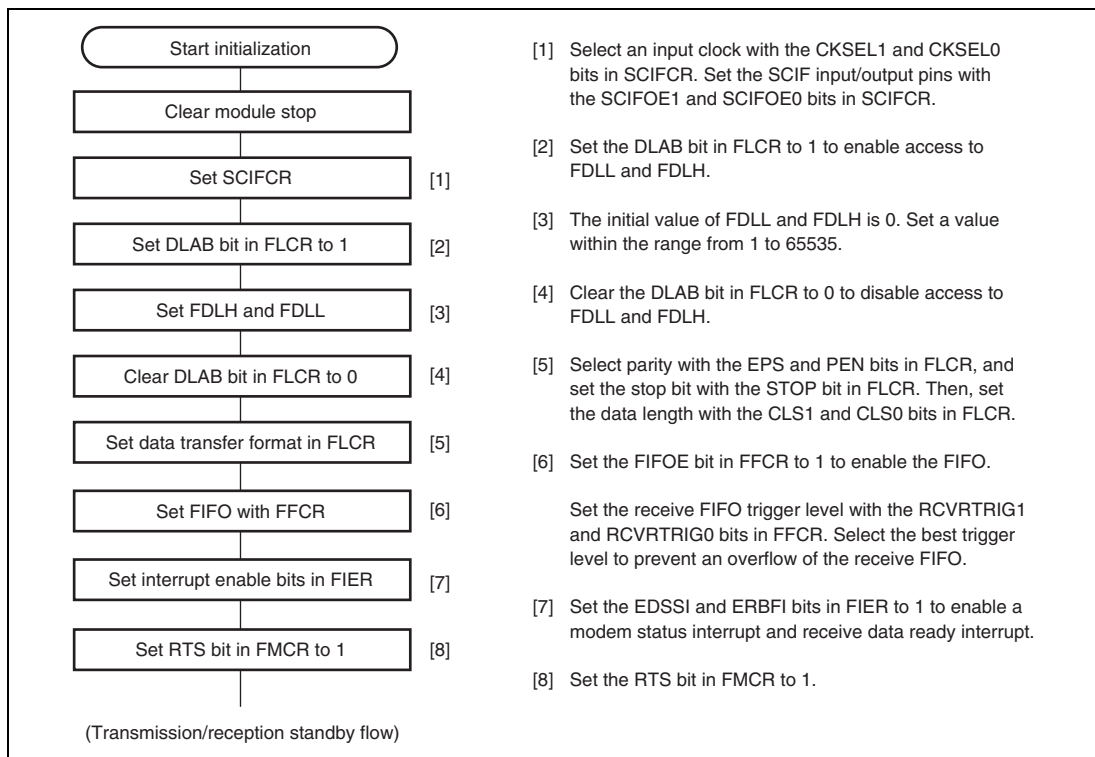 Start initialization
Clear module stop
Set SCIFCR
[1]
Set DLAB bit in FLCR to 1
[2]
Set FDLH and FDLL
[3]
Clear DLAB bit in FLCR to 0
[4]
Set data transfer format in FLCR
[5]
Set FIFO with FFCR
[6]
Set interrupt enable bits in FIER
[7]
Set RTS bit in FMCR to 1
[8]
(Transmission/reception standby flow)
[1] Select an input clock with the CKSEL1 and CKSEL0
bits in SCIFCR. Set the SCIF input/output pins with
the SCIFOE1 and SCIFOE0 bits in SCIFCR.
[2] Set the DLAB bit in FLCR to 1 to enable access to
FDLL and FDLH.
[3] The initial value of FDLL and FDLH is 0. Set a value
within the range from 1 to 65535.
[4] Clear the DLAB bit in FLCR to 0 to disable access to
FDLL and FDLH.
[5] Select parity with the EPS and PEN bits in FLCR, and
set the stop bit with the STOP bit in FLCR. Then, set
the data length with the CLS1 and CLS0 bits in FLCR.
[6] Set the FIFOE bit in FFCR to 1 to enable the FIFO.
Set the receive FIFO trigger level with the RCVRTRIG1
and RCVRTRIG0 bits in FFCR. Select the best trigger
level to prevent an overflow of the receive FIFO.
[7] Set the EDSSI and ERBFI bits in FIER to 1 to enable a
modem status interrupt and receive data ready interrupt.
[8] Set the RTS bit in FMCR to 1.